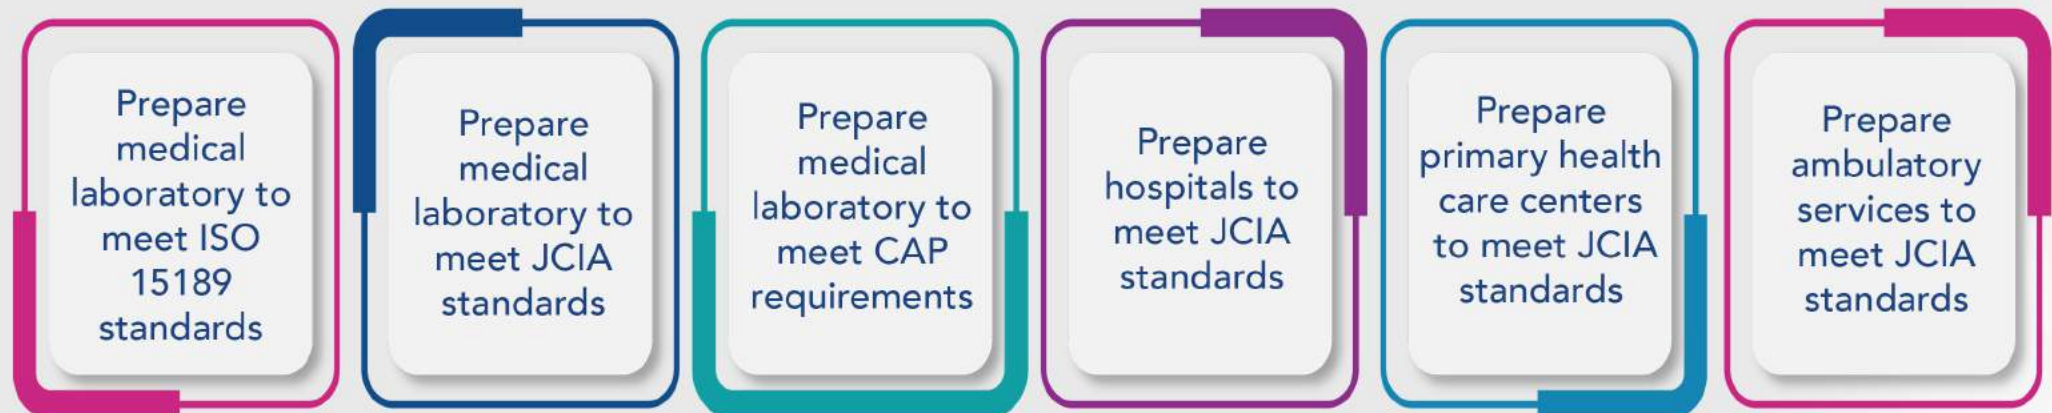 Prepare
medical
laboratory to
meet ISO
15189
standards
Prepare
medical
laboratory to
meet JCIA
standards
Prepare
medical
laboratory to
meet CAP
requirements
Prepare
hospitals to
meet JCIA
standards
Prepare
primary health
care centers
to meet JCIA
standards
Prepare
ambulatory
services to
meet JCIA
standards